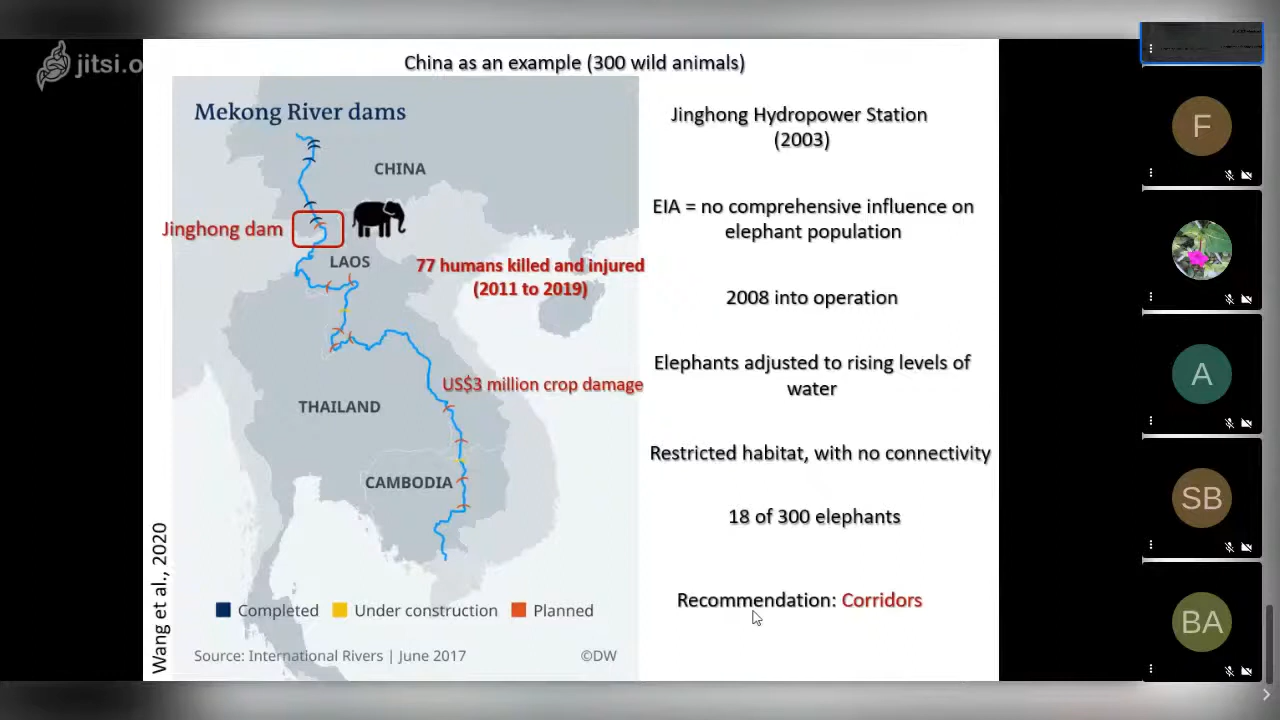 jitsi.o
China as an example (300 wild animals)
Mekong River dams
CHINA
Jinghong dam
LAOS
77 humans killed and injured
(2011 to 2019)
US$3 million crop damage
THAILAND
CAMBODIA
Completed
Under construction
Planned
Source: International Rivers | June 2017
©DW
Wang et al., 2020
Jinghong Hydropower Station
(2003)
EIA = no comprehensive influence on
elephant population
2008 into operation
Elephants adjusted to rising levels of
water
Restricted habitat, with no connectivity
18 of 300 elephants
Recommendation: Corridors
F
A
SB
BA